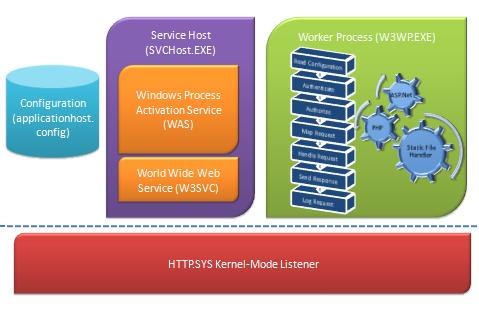 Service Host
(SVCHost.EXE)
Worker Process (W3WP.EXE)
Configuration
(applicationhost.
config)
Windows Process
Activation Service
(WAS)
World Wide Web
Service (W3SVC)
Read Configuration
Authenticate
Authorize
Map Request
Handle Request
Send Response
Log Request
ASP.Net
PHP
Static File
Handler
HTTP.SYS Kernel-Mode Listener